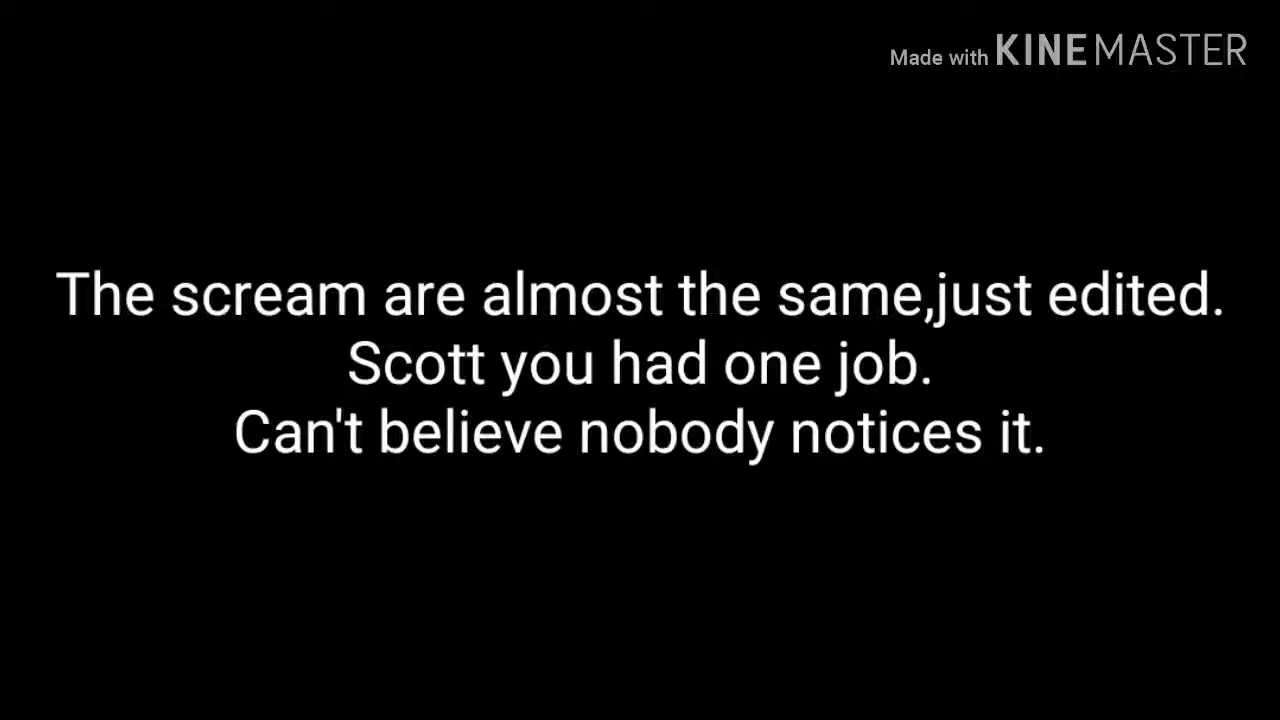 Made with KINEMASTER
The scream are almost the same,just edited.
Scott you had one job.
Can't believe nobody notices it.